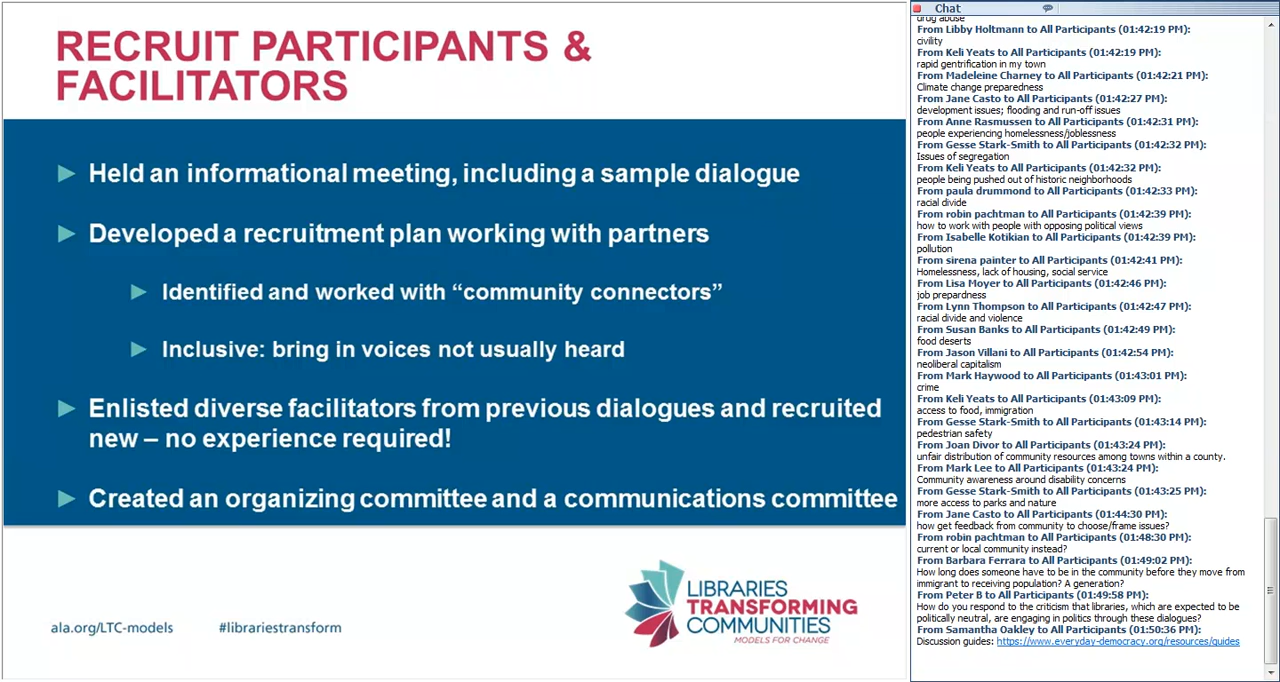 RECRUIT PARTICIPANTS &
FACILITATORS
Held an informational meeting, including a sample dialogue
Developed a recruitment plan working with partners
Identified and worked with “community connectors”
Inclusive: bring in voices not usually heard
Enlisted diverse facilitators from previous dialogues and recruited
new – no experience required!
Created an organizing committee and a communications committee
ala.org/LTC-models
#librariestransform
LIBRARIES
TRANSFORMING
COMMUNITIES
MODELS FOR CHANGE
Chat
drug abuse
From Libby Holtmann to All Participants (01:42:19 PM):
civility
From Keli Yeats to All Participants (01:42:19 PM):
rapid gentrification in my town
From Madeleine Charney to All Participants (01:42:21 PM):
Climate change preparedness
From Jane Casto to All Participants (01:42:27 PM):
development issues; flooding and run-off issues
From Anne Rasmussen to All Participants (01:42:31 PM):
people experiencing homelessness/joblessness
From Gesse Stark-Smith to All Participants (01:42:32 PM):
Issues of segregation
From Keli Yeats to All Participants (01:42:32 PM):
people being pushed out of historic neighborhoods
From paula drummond to All Participants (01:42:33 PM):
racial divide
From robin pachtman to All Participants (01:42:39 PM):
how to work with people with opposing political views
From Isabelle Kotikian to All Participants (01:42:39 PM):
pollution
From sirena painter to All Participants (01:42:41 PM):
Homelessness, lack of housing, social service
From Lisa Moyer to All Participants (01:42:46 PM):
job prepardness
From Lynn Thompson to All Participants (01:42:47 PM):
racial divide and violence
From Susan Banks to All Participants (01:42:49 PM):
food deserts
From Jason Villani to All Participants (01:42:54 PM):
neoliberal capitalism
From Mark Haywood to All Participants (01:43:01 PM):
crime
From Keli Yeats to All Participants (01:43:09 PM):
access to food, immigration
From Gesse Stark-Smith to All Participants (01:43:14 PM):
pedestrian safety
From Joan Divor to All Participants (01:43:24 PM):
unfair distribution of community resources among towns within a county.
From Mark Lee to All Participants (01:43:24 PM):
Community awareness around disability concerns
From Gesse Stark-Smith to All Participants (01:43:25 PM):
more access to parks and nature
From Jane Casto to All Participants (01:44:30 PM):
how get feedback from community to choose/frame issues?
From robin pachtman to All Participants (01:48:30 PM):
current or local community instead?
From Barbara Ferrara to All Participants (01:49:02 PM):
How long does someone have to be in the community before they move from
immigrant to receiving population? A generation?
From Peter B to All Participants (01:49:58 PM):
How do you respond to the criticism that libraries, which are expected to be
politically neutral, are engaging in politics through these dialogues?
From Samantha Oakley to All Participants (01:50:36 PM):
Discussion guides: https://www.everyday-democracy.org/resources/guides